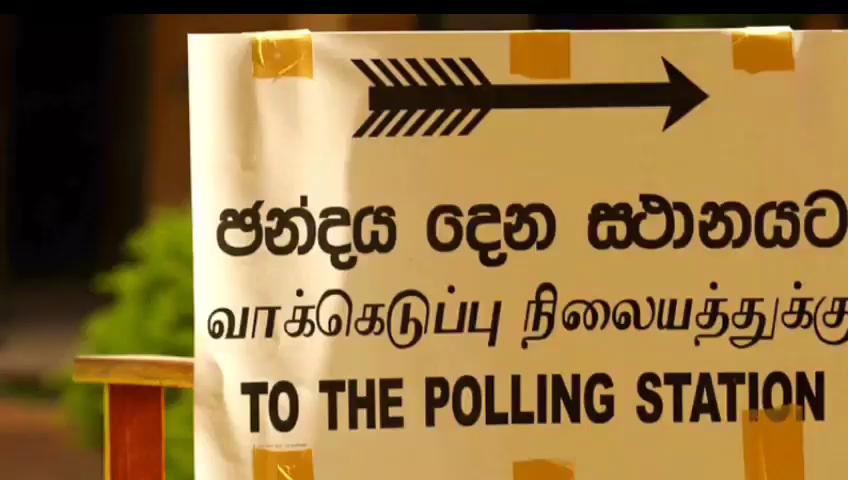 ඡන්දය දෙන ස්ථානයට
வாக்கெடுப்பு நிலையத்துக்கு
TO THE POLLING STATION